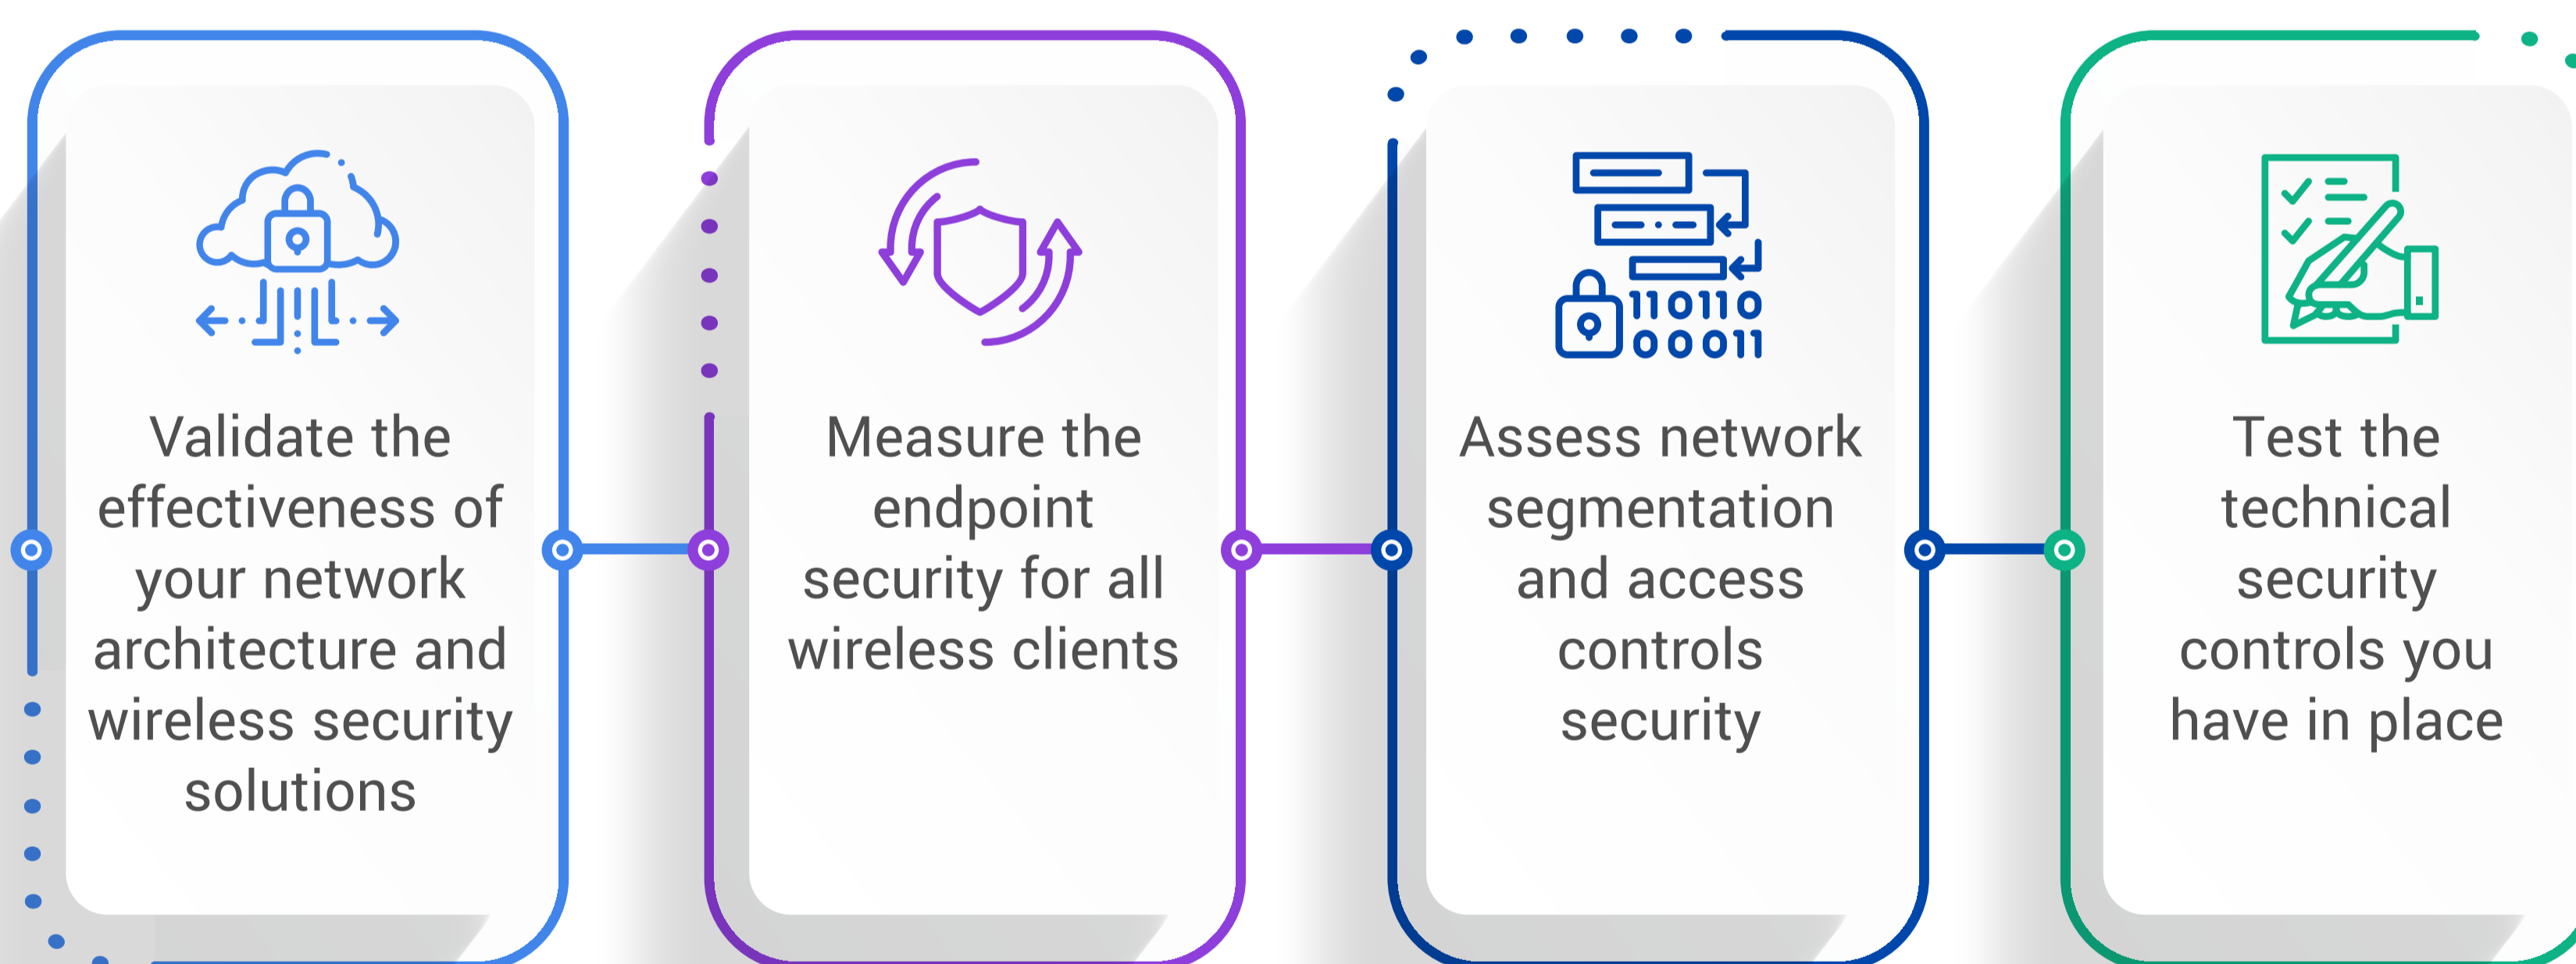 Validate the
effectiveness of
your network
architecture and
wireless security
solutions
Measure the
endpoint
security for all
wireless clients
110110
00011
Assess network
segmentation
and access
controls
security
Test the
technical
security
controls you
have in place